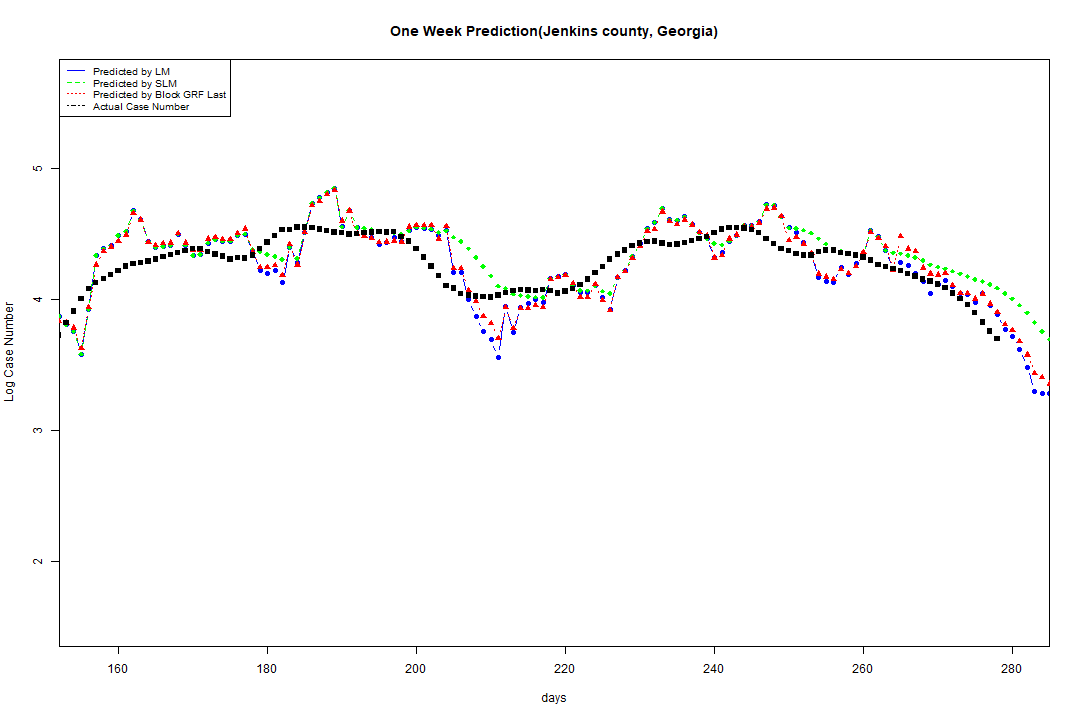 One Week Prediction(Jenkins county, Georgia)
Predicted by LM
Predicted by SLM
Predicted by Block GRF Last
Actual Case Number
5
4
3
2
Log Case Number
160 180 200 220 240 260 280
days